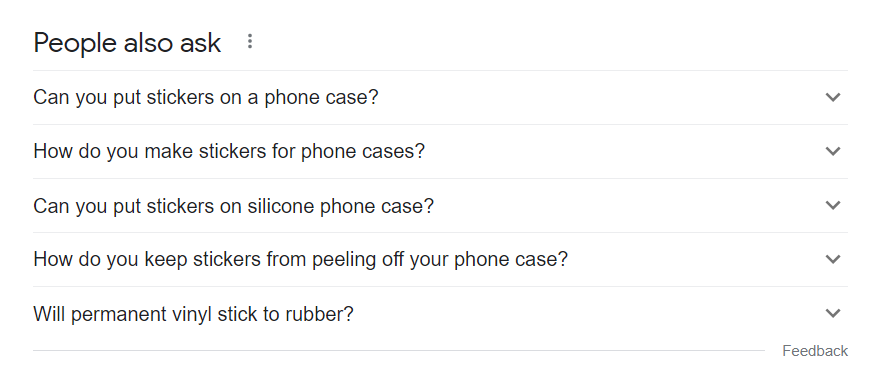 People also ask
Can you put stickers on a phone case?
How do you make stickers for phone cases?
Can you put stickers on silicone phone case?
How do you keep stickers from peeling off your phone case?
Will permanent vinyl stick to rubber?
Feedback